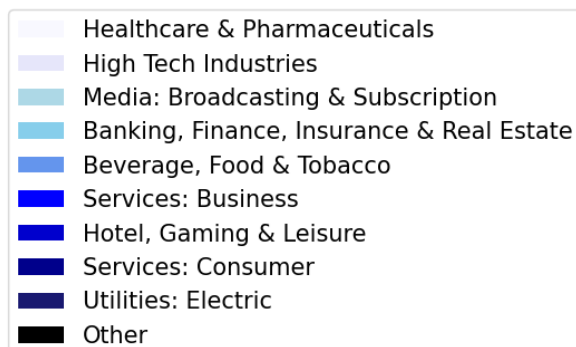 Healthcare & Pharmaceuticals
High Tech Industries
Media: Broadcasting & Subscription
Banking, Finance, Insurance & Real Estate
Beverage, Food & Tobacco
Services: Business
Hotel, Gaming & Leisure
Services: Consumer
Utilities: Electric
Other